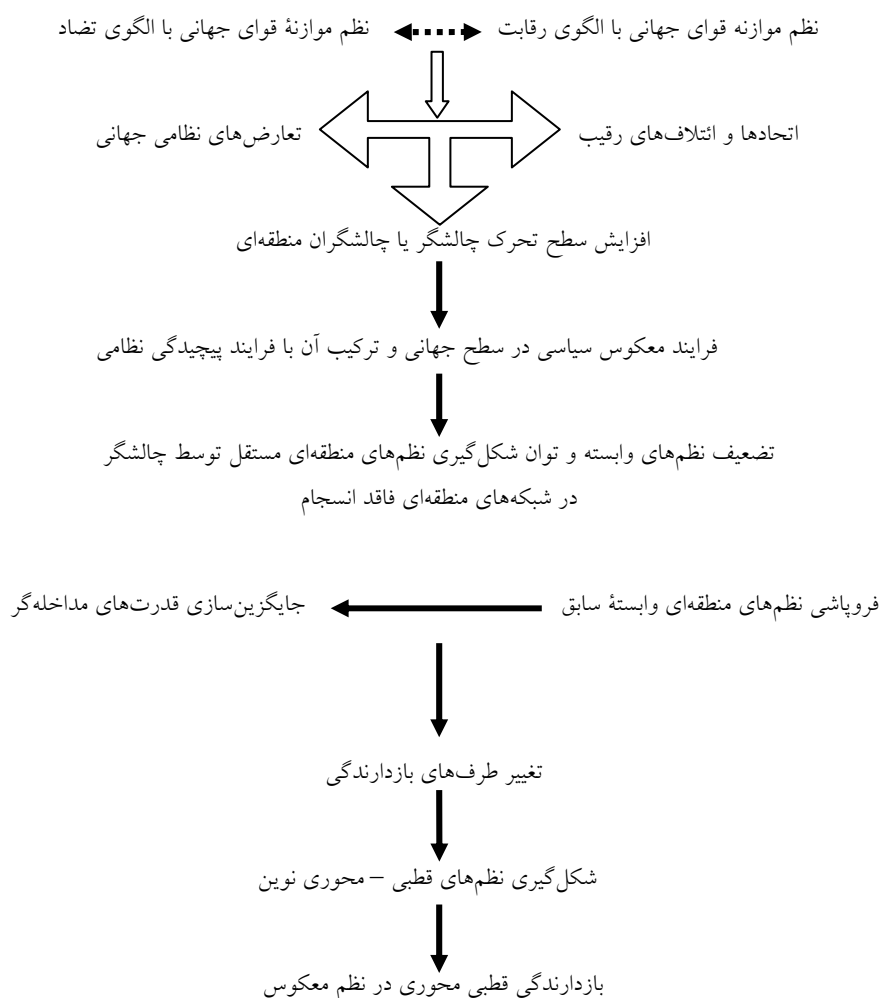 نظم موازنه قوای جهانی با الگوی رقابت
نظم موازنۀ قوای جهانی با الگوی تضاد
اتحادها و ائتلاف‌های رقیب
تعارض‌های نظامی جهانی
افزایش سطح تحرک چالشگر یا چالشگران منطقه‌ای
فرایند معکوس سیاسی در سطح جهانی و ترکیب آن با فرایند پیچیدگی نظامی
تضعیف نظم‌های وابسته و توان شکل‌گیری نظم‌های منطقه‌ای مستقل توسط چالشگر
در شبکه‌های منطقه‌ای فاقد انسجام
فروپاشی نظم‌های منطقه‌ای وابستۀ سابق
جایگزین‌سازی قدرت‌های مداخله‌گر
تغییر طرف‌های بازدارندگی
شکل‌گیری نظم‌های قطبی – محوری نوین
بازدارندگی قطبی محوری در نظم معکوس